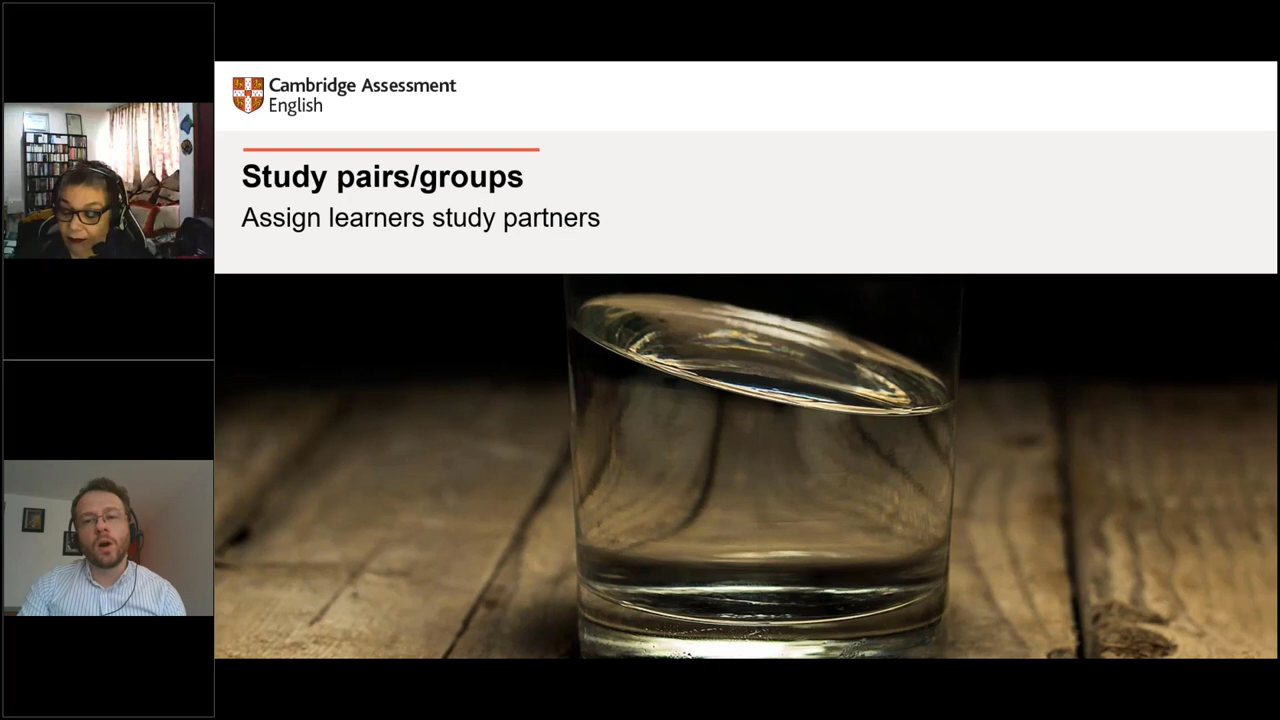 Cambridge Assessment
English
Study pairs/groups
Assign learners study partners